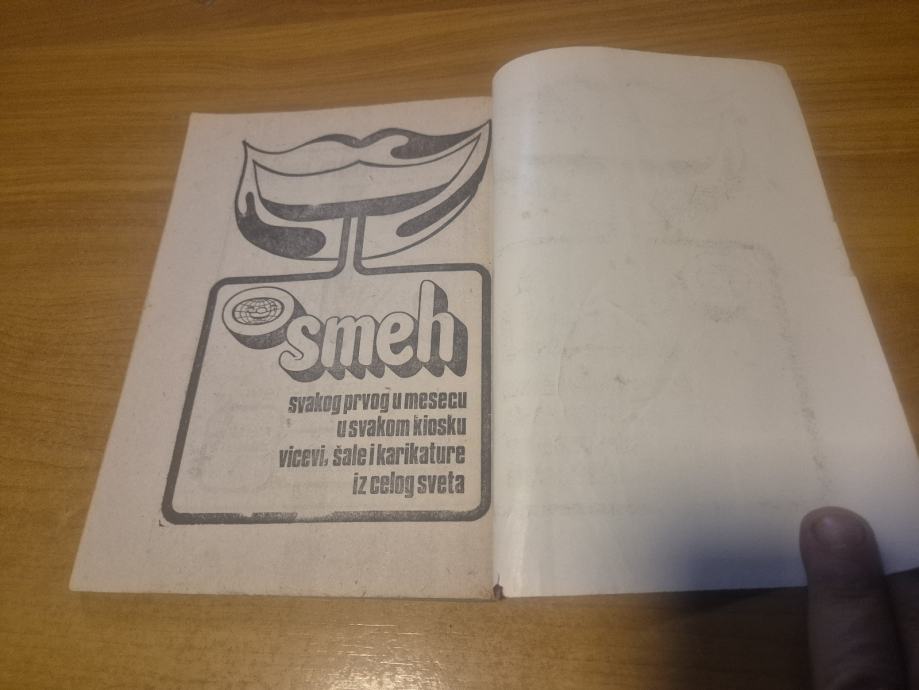 smeh
svakog prvog u mesecu
u svakom kiosku
vicevi, šale i karikature
iz celog sveta